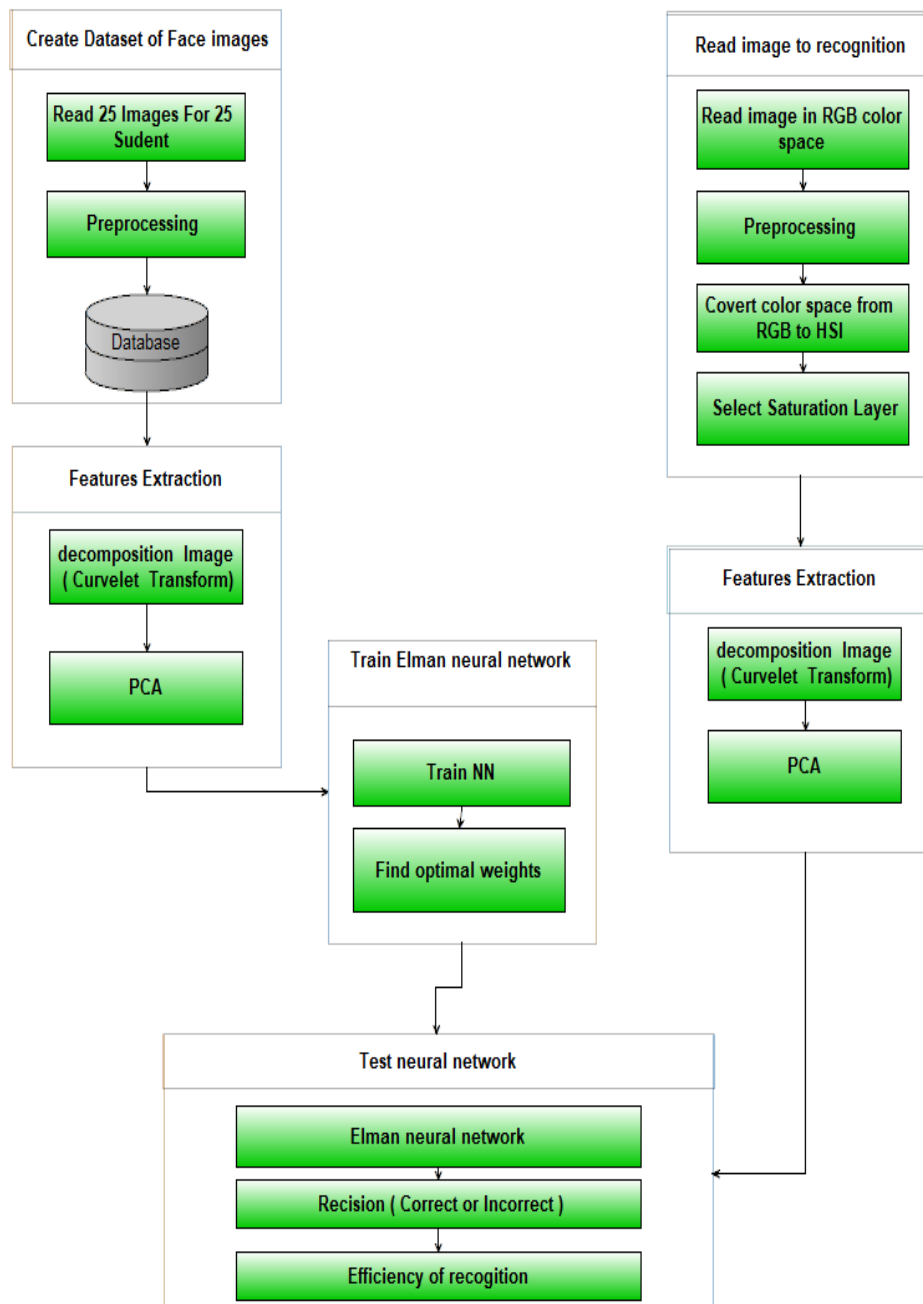 Create Dataset of Face images
Read 25 Images For 25
Sudent
Preprocessing
Database
Features Extraction
decomposition Image
( Curvelet Transform)
PCA
Train Elman neural network
Train NN
Find optimal weights
Read image to recognition
Read image in RGB color
space
Preprocessing
Covert color space from
RGB to HSI
Select Saturation Layer
Features Extraction
decomposition Image
( Curvelet Transform)
PCA
Test neural network
Elman neural network
Recision ( Correct or Incorrect )
Efficiency of recogition